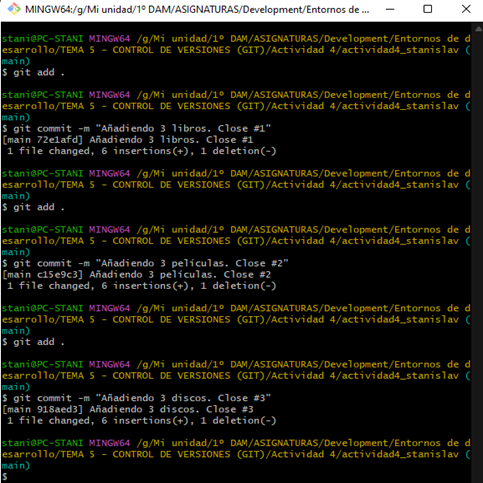 MINGW64:/g/Mi unidad/1º DAM/ASIGNATURAS/Development/Entornos de ...
stani@PC-STANI MINGW64 /g/Mi unidad/1º DAM/ASIGNATURAS/Development/Entornos de d
esarrollo/TEMA 5 - CONTROL DE VERSIONES (GIT)/Actividad 4/actividad4_stanislav (
main)
$ git add .
stani@PC-STANI MINGW64 /g/Mi unidad/1º DAM/ASIGNATURAS/Development/Entornos de d
esarrollo/TEMA 5 - CONTROL DE VERSIONES (GIT)/Actividad 4/actividad4_stanislav (
main)
$ git commit -m "Añadiendo 3 libros. Close #1"
[main 72e1afd] Añadiendo 3 libros. Close #1
1 file changed, 6 insertions(+), 1 deletion(-)
stani@PC-STANI MINGW64 /g/Mi unidad/1º DAM/ASIGNATURAS/Development/Entornos de d
esarrollo/TEMA 5 - CONTROL DE VERSIONES (GIT)/Actividad 4/actividad4_stanislav (
main)
$ git add .
stani@PC-STANI MINGW64 /g/Mi unidad/1º DAM/ASIGNATURAS/Development/Entornos de d
esarrollo/TEMA 5 - CONTROL DE VERSIONES (GIT)/Actividad 4/actividad4_stanislav (
main)
$ git commit -m "Añadiendo 3 películas. Close #2"
[main c15e9c3] Añadiendo 3 películas. Close #2
1 file changed, 6 insertions(+), 1 deletion(-)
stani@PC-STANI MINGW64 /g/Mi unidad/1º DAM/ASIGNATURAS/Development/Entornos de d
esarrollo/TEMA 5 - CONTROL DE VERSIONES (GIT)/Actividad 4/actividad4_stanislav (
main)
$ git add .
stani@PC-STANI MINGW64 /g/Mi unidad/1º DAM/ASIGNATURAS/Development/Entornos de d
esarrollo/TEMA 5 - CONTROL DE VERSIONES (GIT)/Actividad 4/actividad4_stanislav (
main)
$ git commit -m "Añadiendo 3 discos. Close #3"
[main 918aed3] Añadiendo 3 discos. Close #3
1 file changed, 6 insertions(+), 1 deletion(-)
stani@PC-STANI MINGW64 /g/Mi unidad/1º DAM/ASIGNATURAS/Development/Entornos de d
esarrollo/TEMA 5 - CONTROL DE VERSIONES (GIT)/Actividad 4/actividad4_stanislav (
main)
$